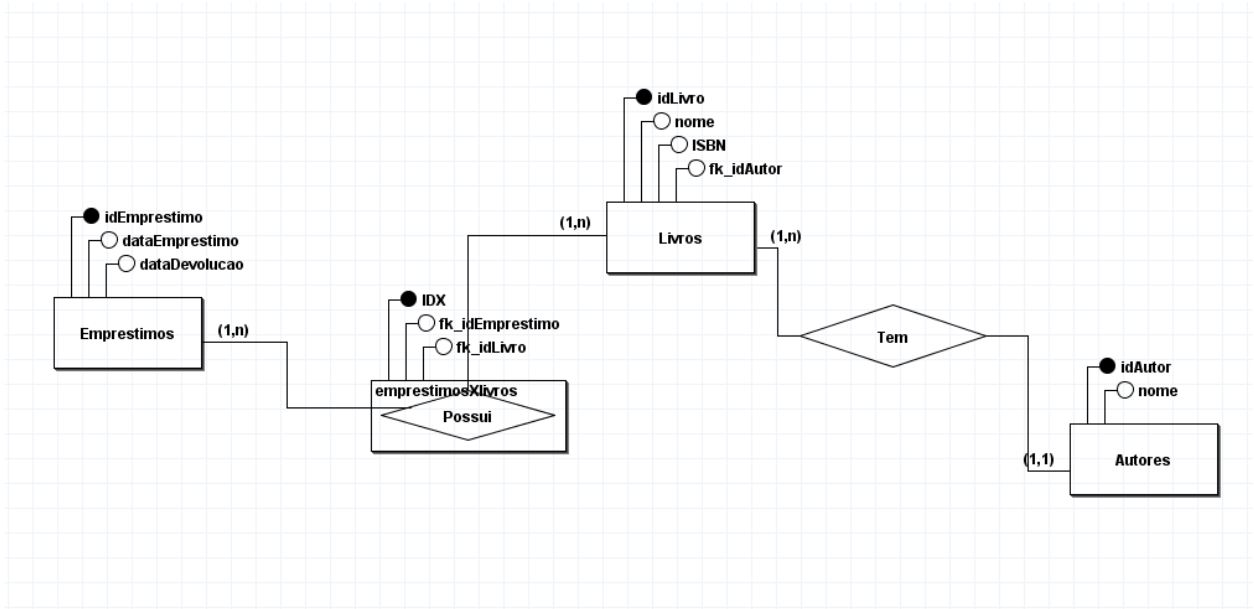 idLivro
nome
ISBN
fk_idAutor
Livros
(1,n)
(1,n)
idEmprestimo
dataEmprestimo
dataDevolucao
Emprestimos
(1,n)
IDX
fk_idEmprestimo
fk_idLivro
emprestimosXlivros
Possui
Tem
idAutor
nome
Autores
(1,1)